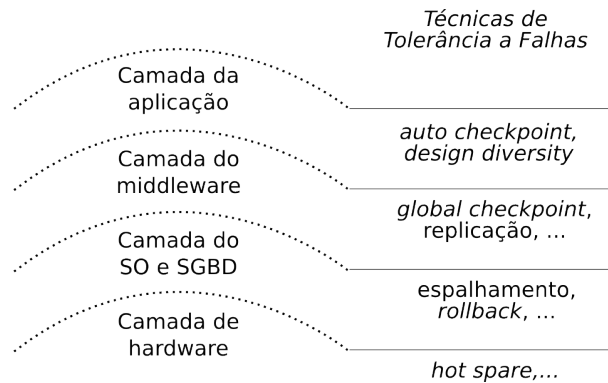 Técnicas de
Tolerância a Falhas
Camada da
aplicação
auto checkpoint,
design diversity
Camada do
middleware
global checkpoint,
replicação, ...
Camada do
SO e SGBD
espalhamento,
rollback, ...
Camada de
hardware
hot spare,...